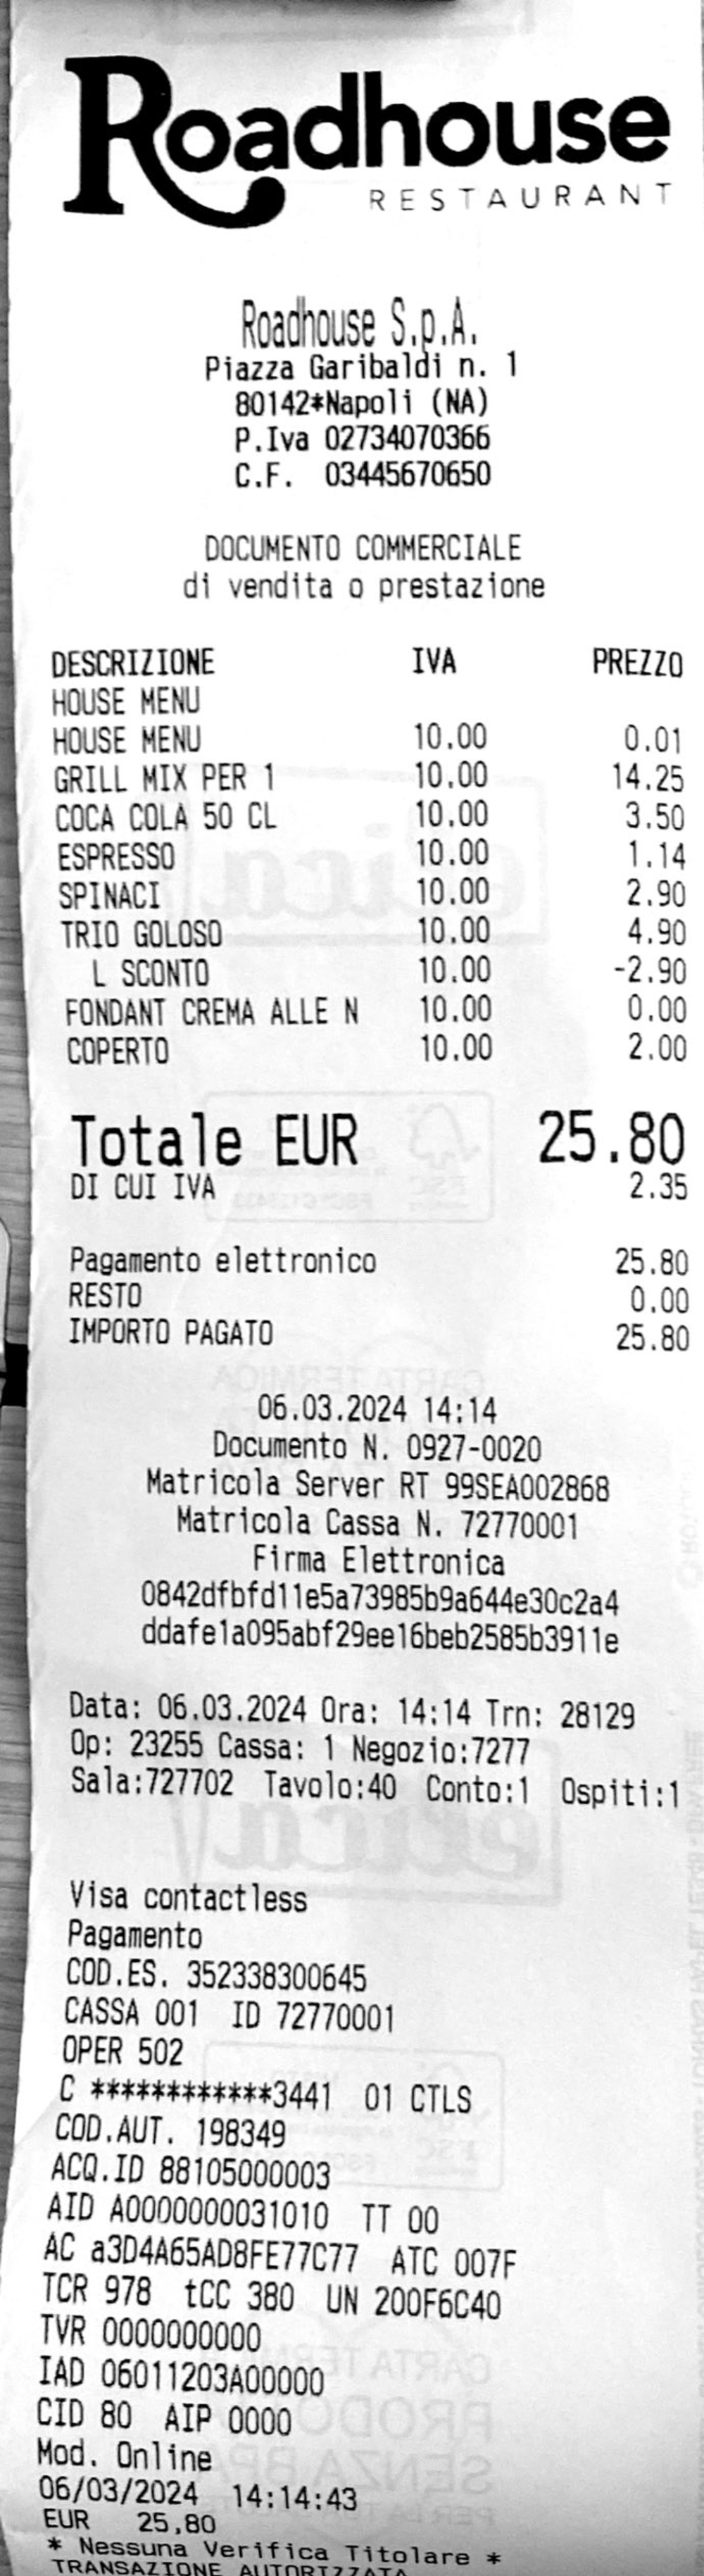 Roadhouse
RESTAURANT
Roadhouse S.p.A.
Piazza Garibaldi n. 1
80142*Napoli (NA)
P.Iva 02734070366
C.F. 03445670650
DOCUMENTO COMMERCIALE
di vendita o prestazione
DESCRIZIONE IVA PREZZO
HOUSE MENU
HOUSE MENU 10.00 0.01
GRILL MIX PER 1 10.00 14.25
COCA COLA 50 CL 10.00 3.50
ESPRESSO 10.00 1.14
SPINACI 10.00 2.90
TRIO GOLOSO 10.00 4.90
L SCONTO 10.00 -2.90
FONDANT CREMA ALLE N 10.00 0.00
COPERTO 10.00 2.00
Totale EUR 25.80
DI CUI IVA 2.35
Pagamento elettronico 25.80
RESTO 0.00
IMPORTO PAGATO 25.80
06.03.2024 14:14
Documento N. 0927-0020
Matricola Server RT 99SEA002868
Matricola Cassa N. 72770001
Firma Elettronica
0842dfbfd11e5a73985b9a644e30c2a4
ddafe1a095abf29ee16beb2585b3911e
Data: 06.03.2024 Ora: 14:14 Trn: 28129
Op: 23255 Cassa: 1 Negozio:7277
Sala:727702 Tavolo:40 Conto:1 Ospiti:1
Visa contactless
Pagamento
COD.ES. 352338300645
CASSA 001 ID 72770001
OPER 502
C ************3441 01 CTLS
COD.AUT. 198349
ACQ.ID 88105000003
AID A0000000031010 TT 00
AC a3D4A65AD8FE77C77 ATC 007F
TCR 978 tCC 380 UN 200F6C40
TVR 0000000000
IAD 06011203A00000
CID 80 AIP 0000
Mod. Online
06/03/2024 14:14:43
EUR 25,80
* Nessuna Verifica Titolare *
TRANSAZIONE AUTORIZZATA